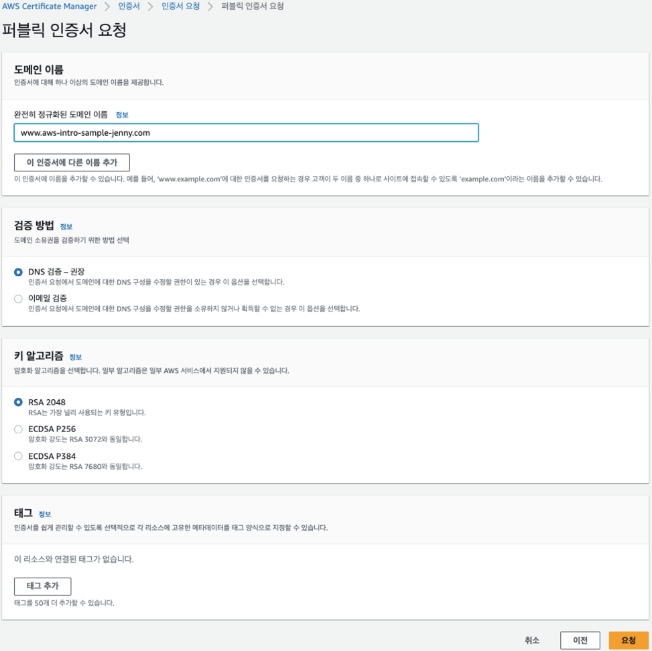 AWS Certificate Manager > 인증서 > 인증서 요청 > 퍼블릭 인증서 요청
퍼블릭 인증서 요청
도메인 이름
인증서에 대해 하나 이상의 도메인 이름을 제공합니다.
완전히 정규화된 도메인 이름 정보
www.aws-intro-sample-jenny.com
이 인증서에 다른 이름 추가
이 인증서에 이름을 추가할 수 있습니다. 예를 들어, 'www.example.com'에 대한 인증서를 요청하는 경우 고객이 두 이름 중 하나로 사이트에 접속할 수 있도록 'example.com'이라는 이름을 추가할 수 있습니다.
검증 방법 정보
도메인 소유권을 검증하기 위한 방법 선택
DNS 검증 – 권장
인증서 요청에서 도메인에 대한 DNS 구성을 수정할 권한이 있는 경우 이 옵션을 선택합니다.
이메일 검증
인증서 요청에서 도메인에 대한 DNS 구성을 수정할 권한을 소유하지 않거나 획득할 수 없는 경우 이 옵션을 선택합니다.
키 알고리즘 정보
암호화 알고리즘을 선택합니다. 일부 알고리즘은 일부 AWS 서비스에서 지원되지 않을 수 있습니다.
RSA 2048
RSA는 가장 널리 사용되는 키 유형입니다.
ECDSA P256
암호화 강도는 RSA 3072와 동일합니다.
ECDSA P384
암호화 강도는 RSA 7680와 동일합니다.
태그 정보
인증서를 쉽게 관리할 수 있도록 선택적으로 각 리소스에 고유한 메타데이터를 태그 양식으로 지정할 수 있습니다.
이 리소스와 연결된 태그가 없습니다.
태그 추가
태그를 50개 더 추가할 수 있습니다.
취소 이전 요청